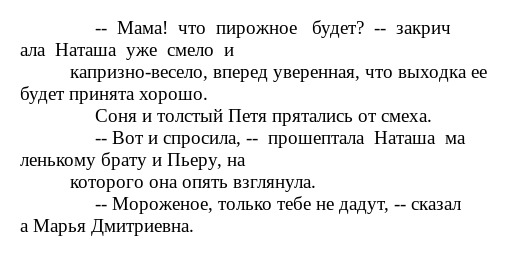 -- Мама! что пирожное будет? -- закрич
ала Наташа уже смело и
капризно-весело, вперед уверенная, что выходка ее
будет принята хорошо.
Соня и толстый Петя прятались от смеха.
-- Вот и спросила, -- прошептала Наташа ма
ленькому брату и Пьеру, на
которого она опять взглянула.
-- Мороженое, только тебе не дадут, -- сказал
а Марья Дмитриевна.